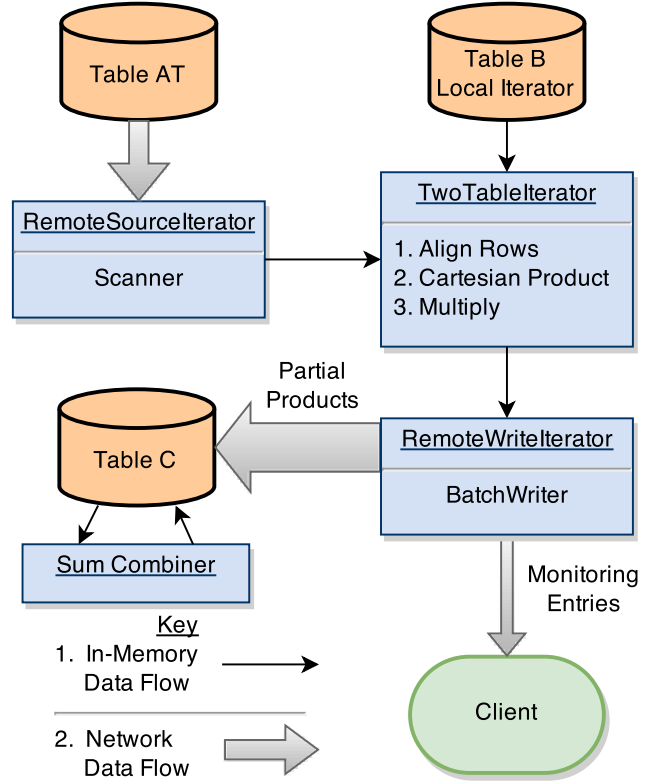 Table AT
Table B
Local Iterator
RemoteSourceIterator
Scanner
TwoTableIterator
1. Align Rows
2. Cartesian Product
3. Multiply
Partial
Products
Table C
RemoteWriteIterator
BatchWriter
Sum Combiner
Monitoring
Entries
Key
1. In-Memory
Data Flow
2. Network
Data Flow
Client